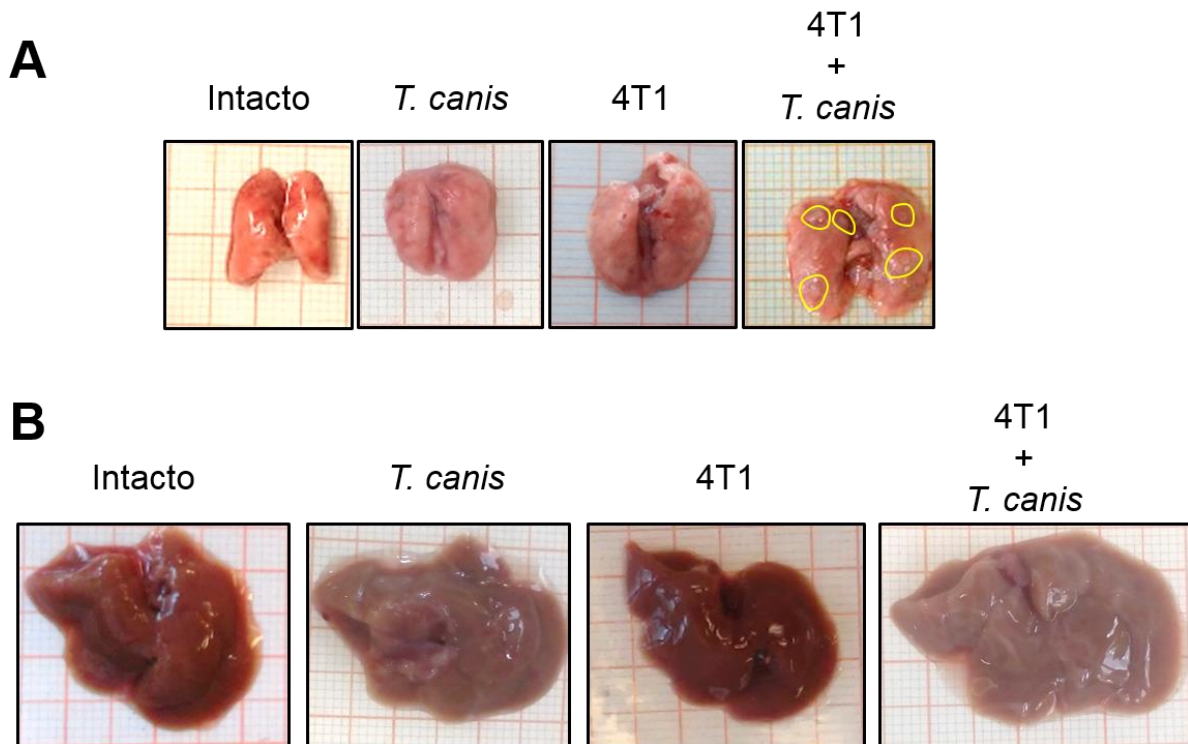 A
Intacto
T. canis
4T1
4T1
+
T. canis
B
Intacto
T. canis
4T1
4T1
+
T. canis